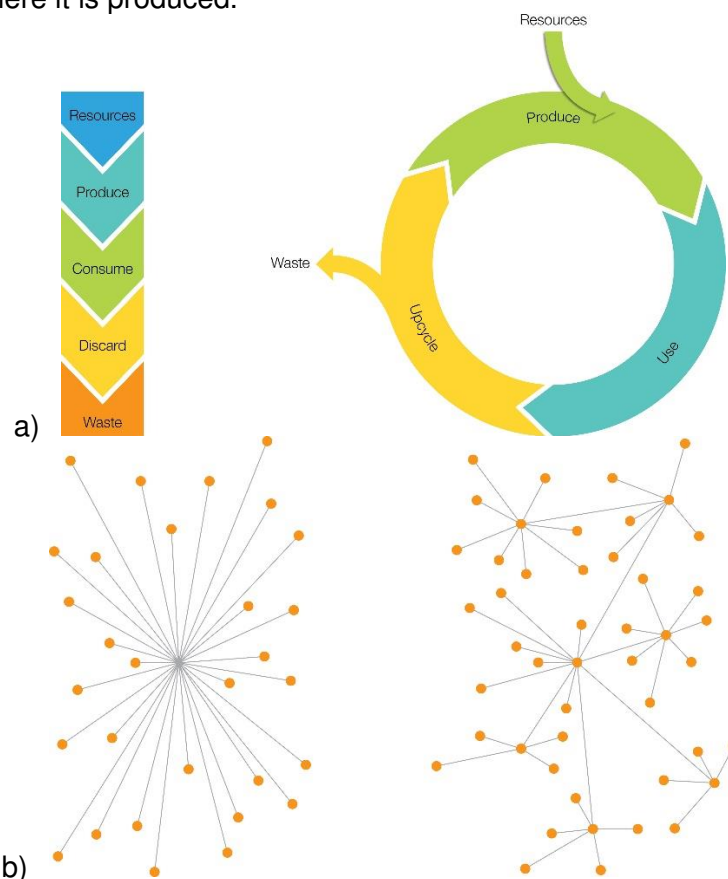 here it is produced.
Resources
Resources
Produce
Produce
Consume
Waste
Discard
Upcycle
Use
Waste
a)
b)